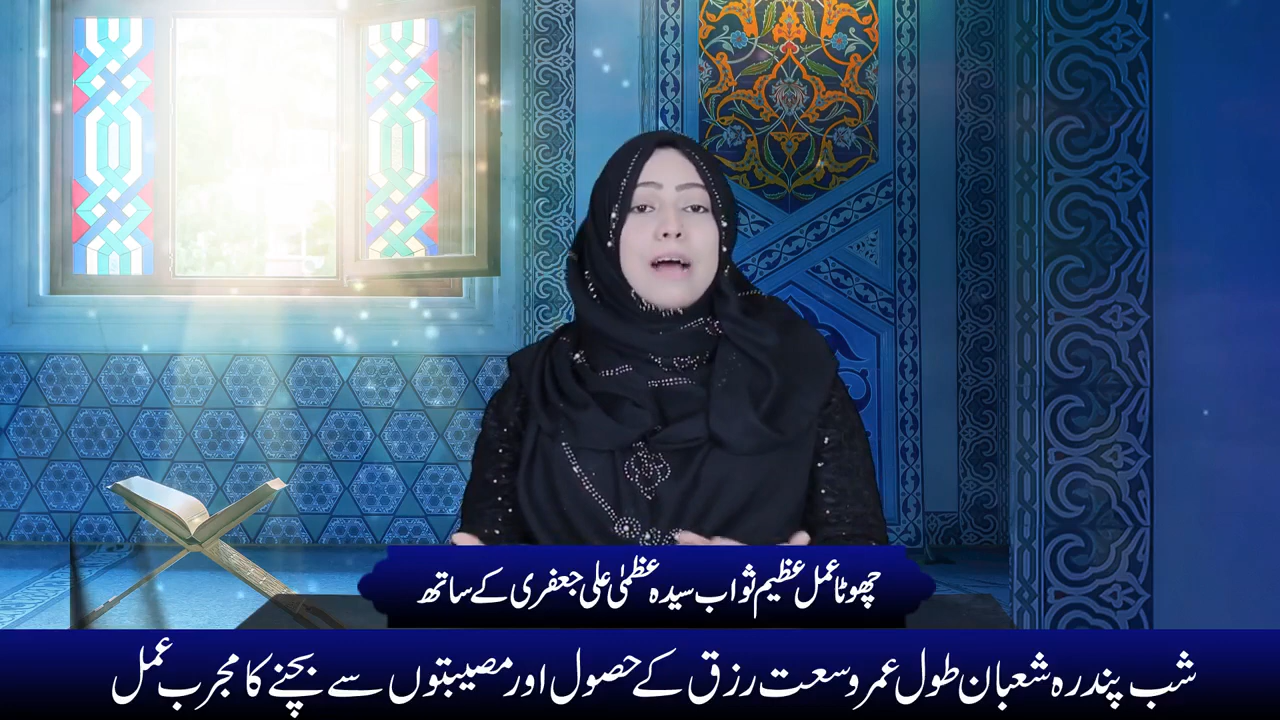 چھوٹا عمل عظیم ثواب سیدہ عظمٰی علی جعفری کے ساتھ
شب پندرہ شعبان طول عمر وسعت رزق کے حصول اور مصیبتوں سے بچنے کا مجرب عمل